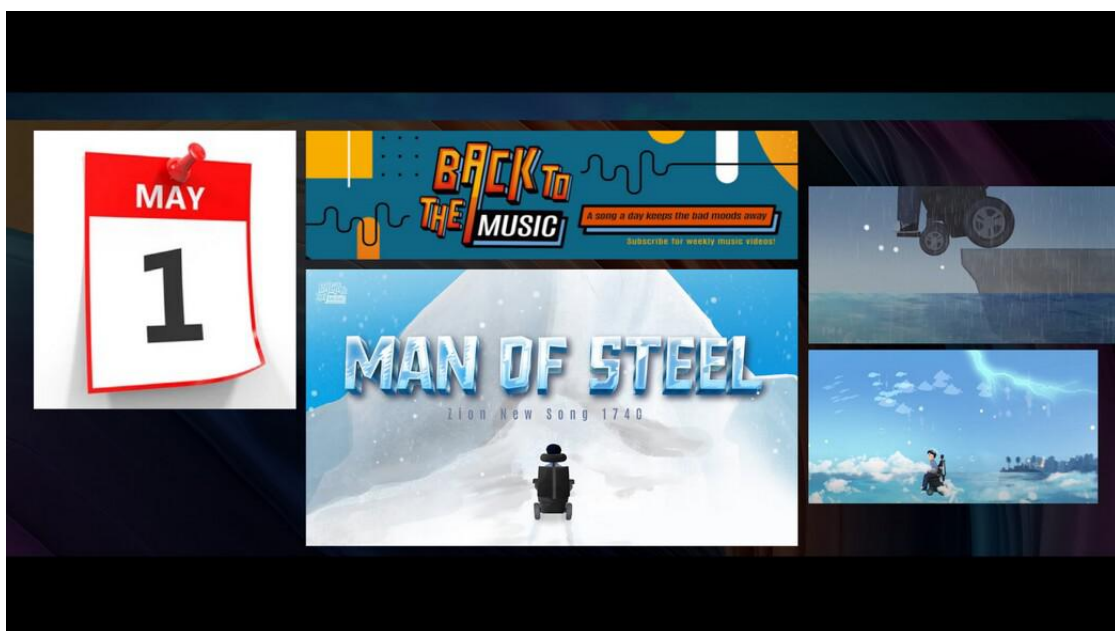 MAY
1
BACK TO
THE MUSIC
A song a day keeps the bad moods away
Subscribe for weekly music videos!
MAN OF STEEL
Zion New Song 1740